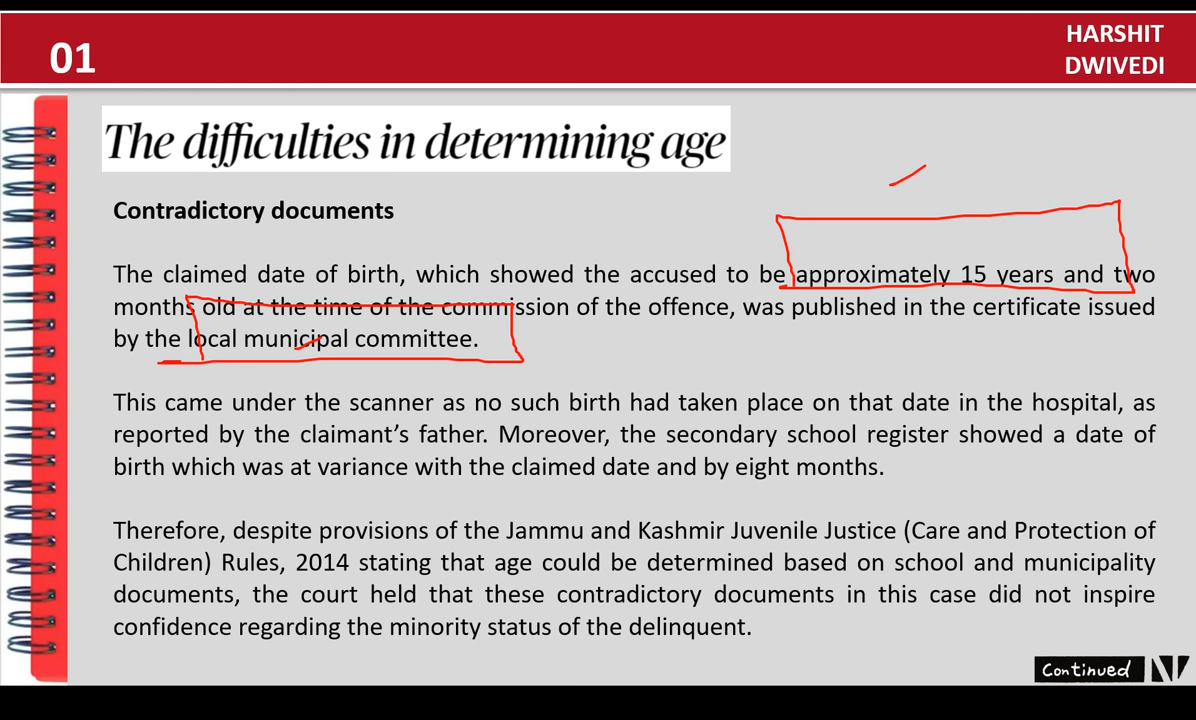 01
HARSHIT
DWIVEDI
The difficulties in determining age
Contradictory documents
The claimed date of birth, which showed the accused to be approximately 15 years and two
months old at the time of the commission of the offence, was published in the certificate issued
by the local municipal committee.
This came under the scanner as no such birth had taken place on that date in the hospital, as
reported by the claimant’s father. Moreover, the secondary school register showed a date of
birth which was at variance with the claimed date and by eight months.
Therefore, despite provisions of the Jammu and Kashmir Juvenile Justice (Care and Protection of
Children) Rules, 2014 stating that age could be determined based on school and municipality
documents, the court held that these contradictory documents in this case did not inspire
confidence regarding the minority status of the delinquent.
Continued